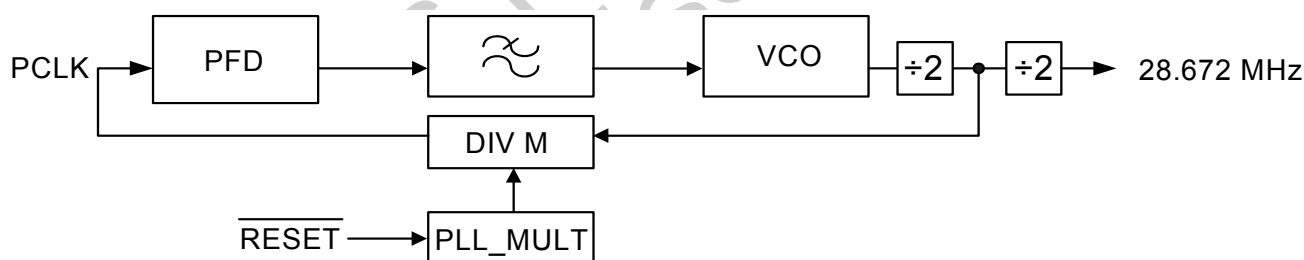 PCLK
PFD
VCO
÷2
÷2
28.672 MHz
DIV M
RESET
PLL_MULT